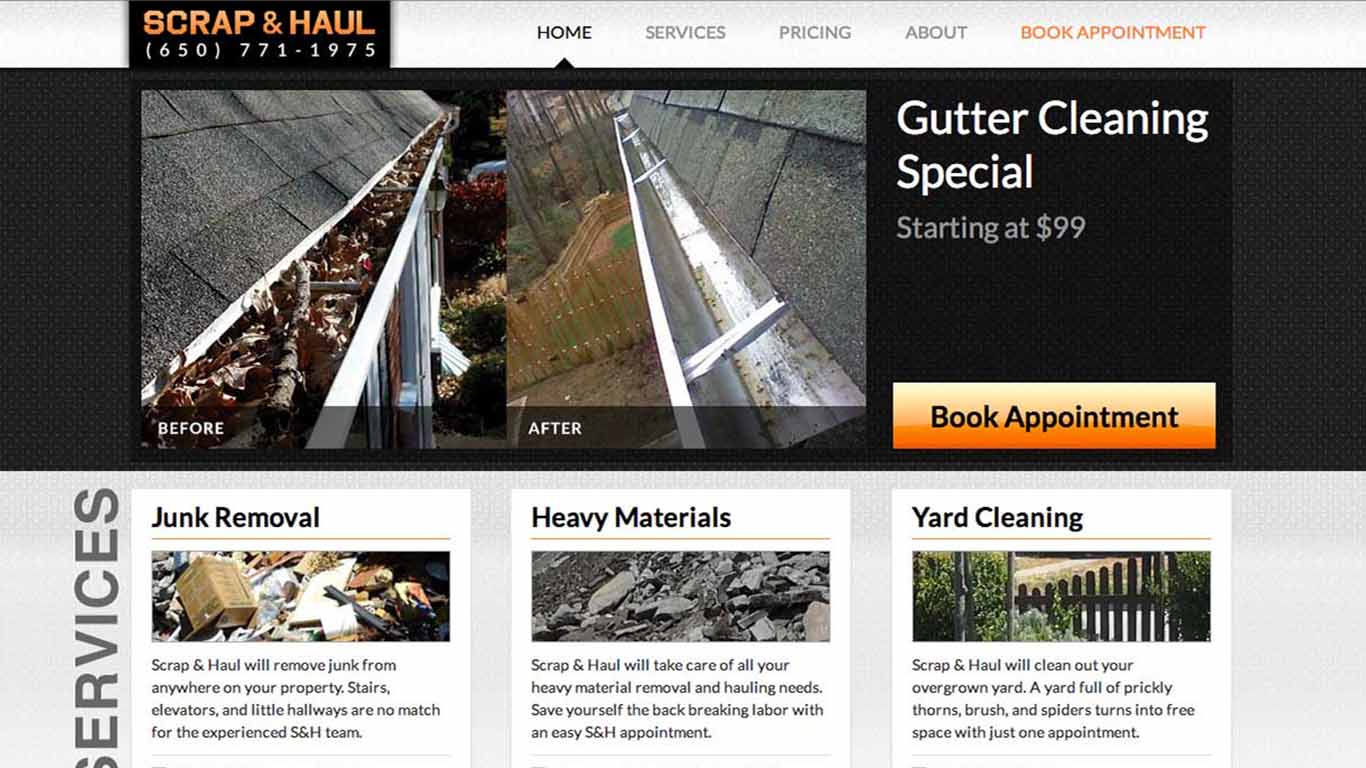 SCRAP & HAUL
(650) 771-1975
HOME
SERVICES
PRICING
ABOUT
BOOK APPOINTMENT
Gutter Cleaning
Special
Starting at $99
BEFORE
AFTER
Book Appointment
SERVICES
Junk Removal
Scrap & Haul will remove junk from
anywhere on your property. Stairs,
elevators, and little hallways are no match
for the experienced S&H team.
Heavy Materials
Scrap & Haul will take care of all your
heavy material removal and hauling needs.
Save yourself the back breaking labor with
an easy S&H appointment.
Yard Cleaning
Scrap & Haul will clean out your
overgrown yard. A yard full of prickly
thorns, brush, and spiders turns into free
space with just one appointment.